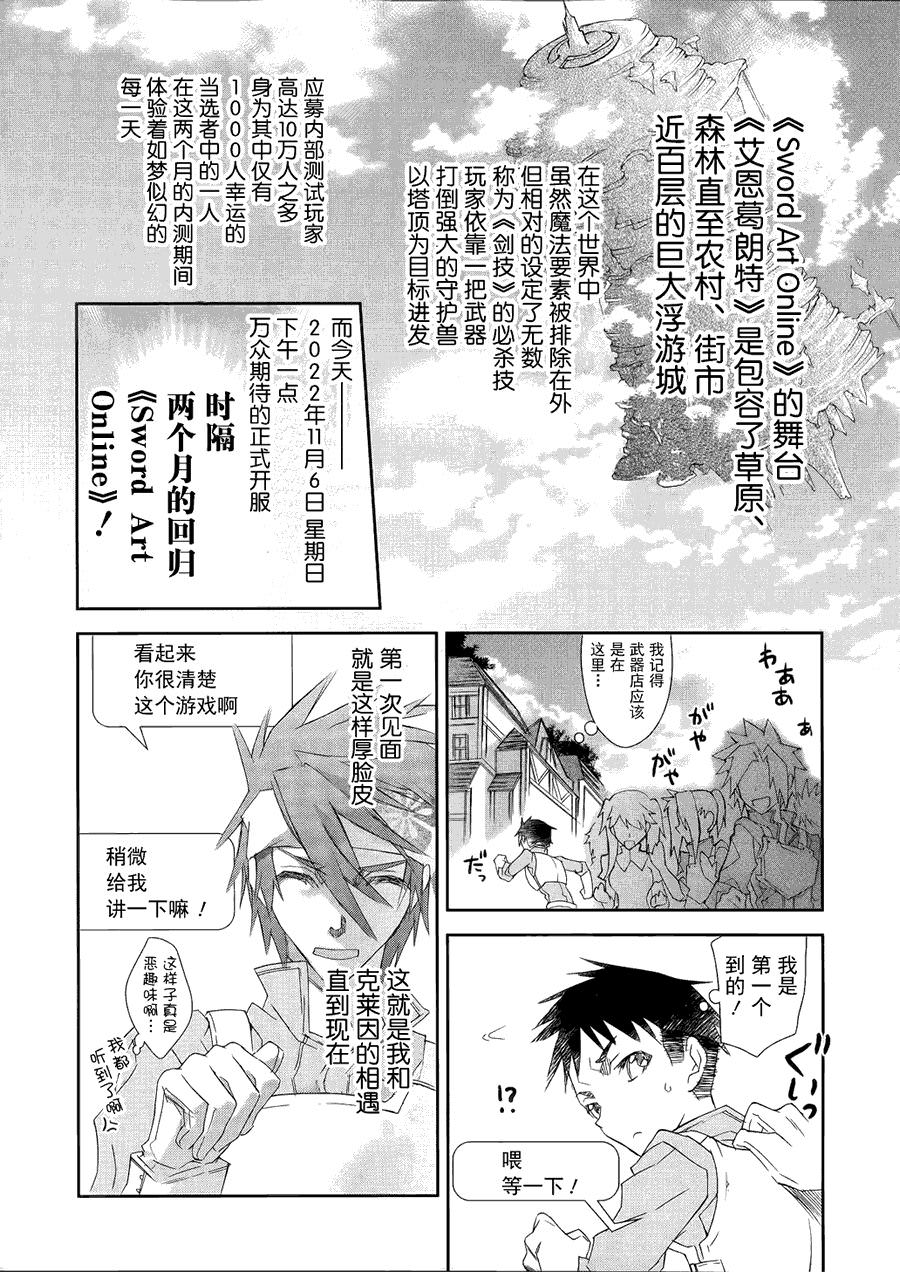 《Sword Art Online》的舞台
《艾恩葛朗特》是包容了草原、
森林直至农村、街市
近百层的巨大浮游城
在这个世界中
虽然魔法要素被排除在外
但相对的设定了无数
称为《剑技》的必杀技
玩家依靠一把武器
打倒强大的守护兽
以塔顶为目标进发
应募内部测试玩家
高达10万人之多
身为其中仅有
1000人幸运的
当选者中的一人
在这两个月的内测期间
体验着如梦似幻的
每一天
而今天——
2022年11月6日 星期日
下午一点
万众期待的正式开服
时隔
两个月的回归
《Sword Art
Online》！
わあああ
がや
がや
我记得
武器店应该
是在
这里…
だっ
我是
第一个
到的！
ぐいっ
!?
喂
等一下！
第一次见面
就是这样厚脸皮
看起来
你很清楚
这个游戏啊
稍微
给我
讲一下嘛！
这样子真是
恶趣味啊…
我都
听到了啊
这就是我和
克莱因的相遇
直到现在